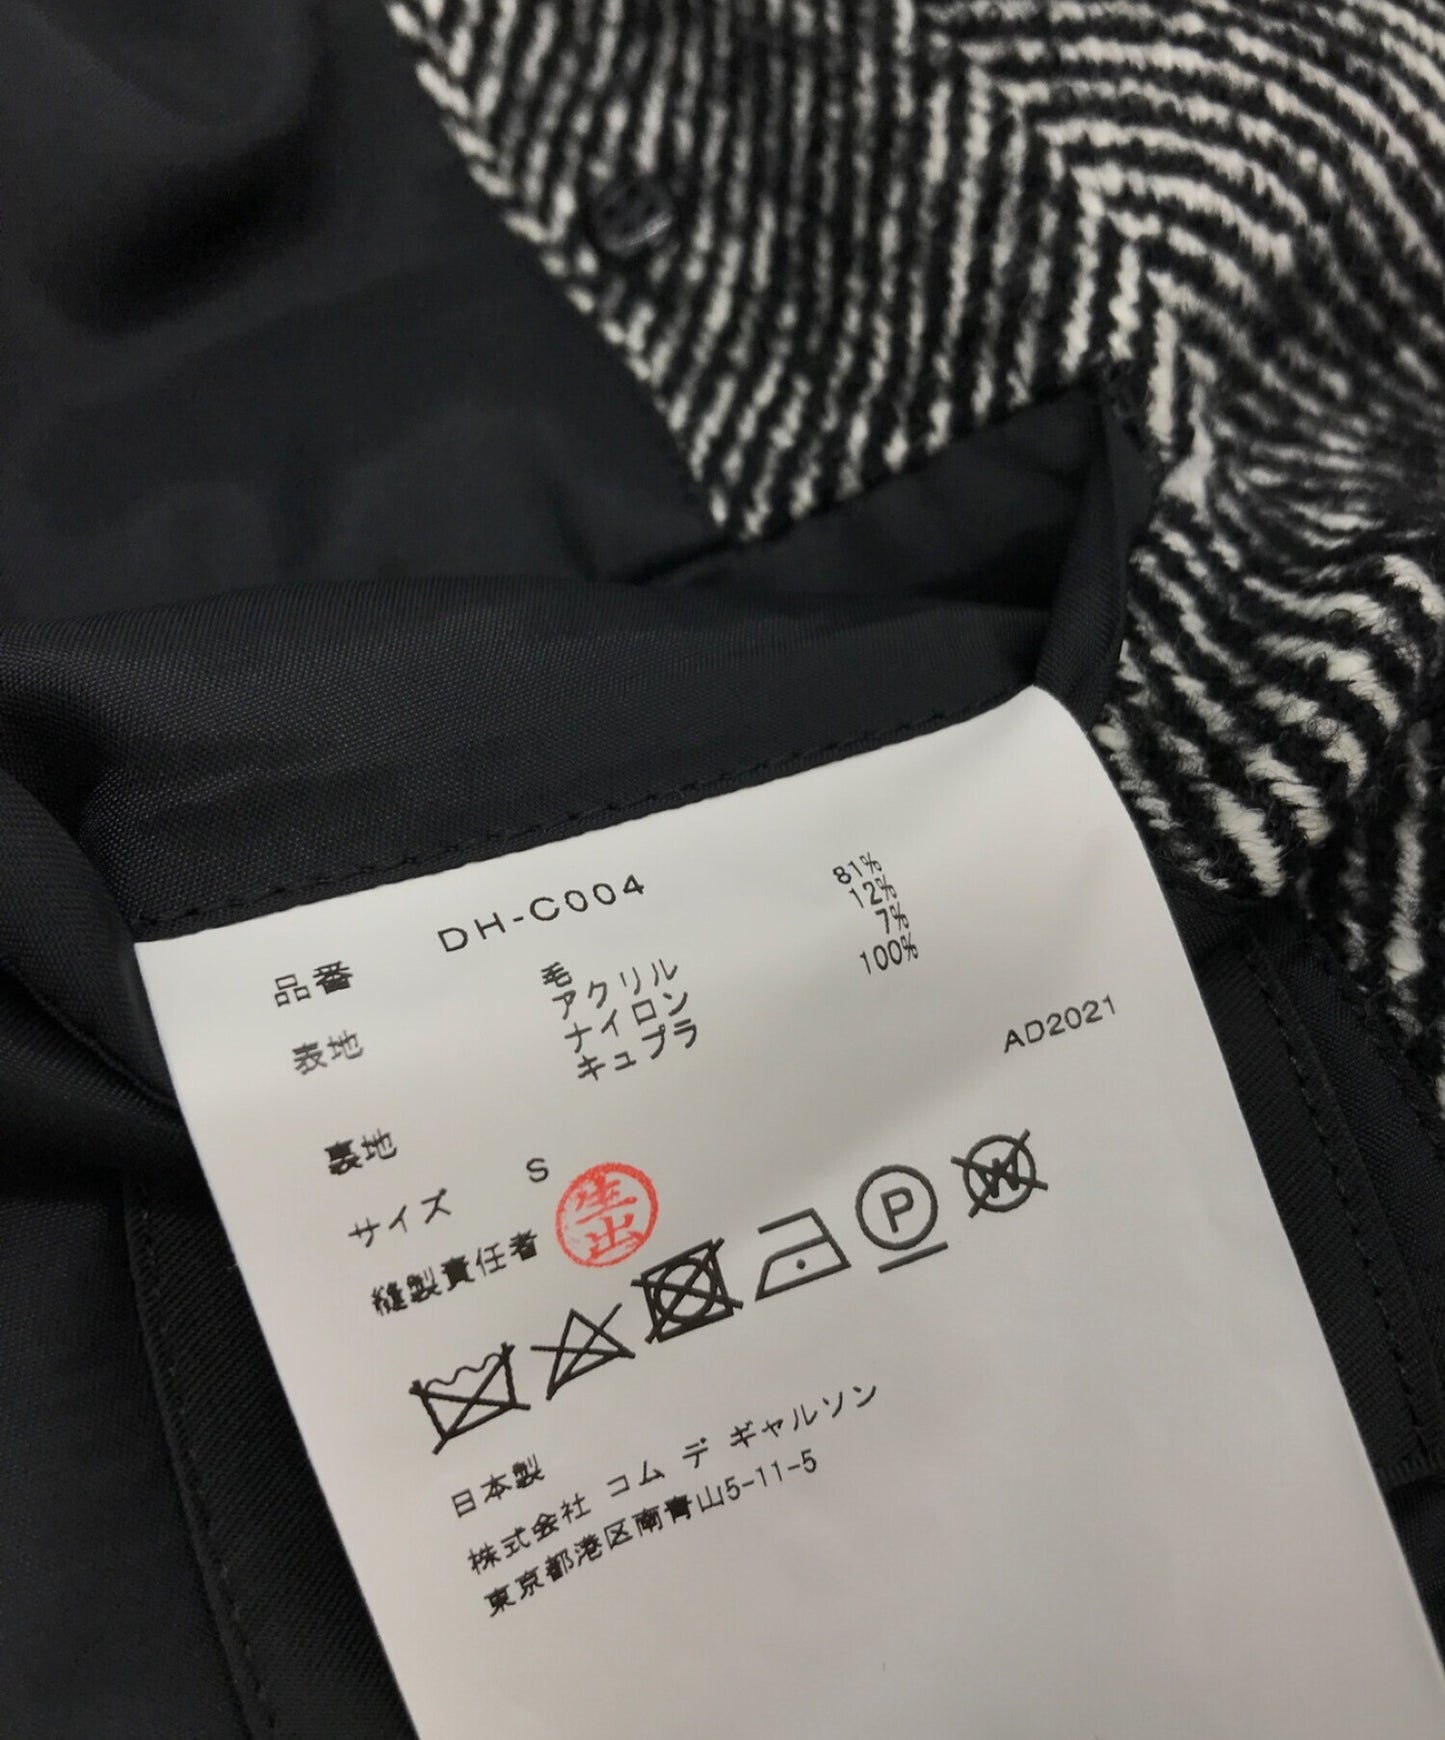 品番 DH-C004
表地 毛 81%
アクリル 12%
ナイロン 7%
裏地 キュプラ 100%
AD2021
サイズ S
縫製責任者 生出
P
W
日本製
株式会社 コム デ ギャルソン
東京都港区南青山5-11-5